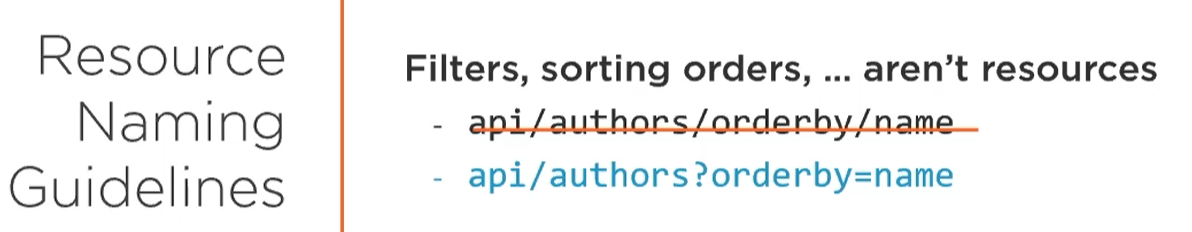 Resource
Naming
Guidelines
Filters, sorting orders, ... aren't resources
- api/authors/orderby/name
- api/authors?orderby=name